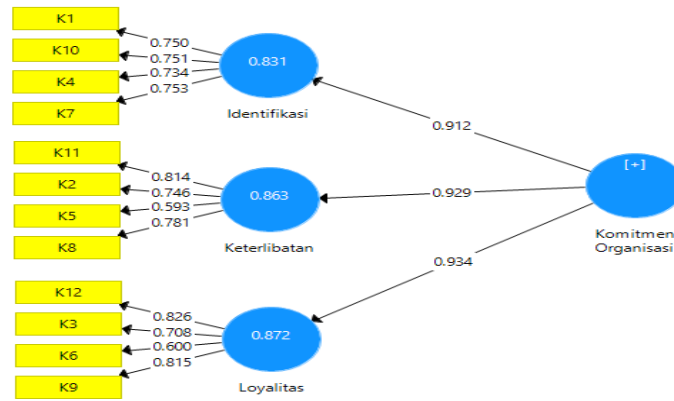 K1
K10
K4
K7
0.750
0.751
0.734
0.753
0.831
Identifikasi
0.912
K11
K2
K5
K8
0.814
0.746
0.593
0.781
0.863
Keterlibatan
0.929
[+]
Komitmen
Organisasi
K12
K3
K6
K9
0.826
0.708
0.600
0.815
0.872
Loyalitas
0.934